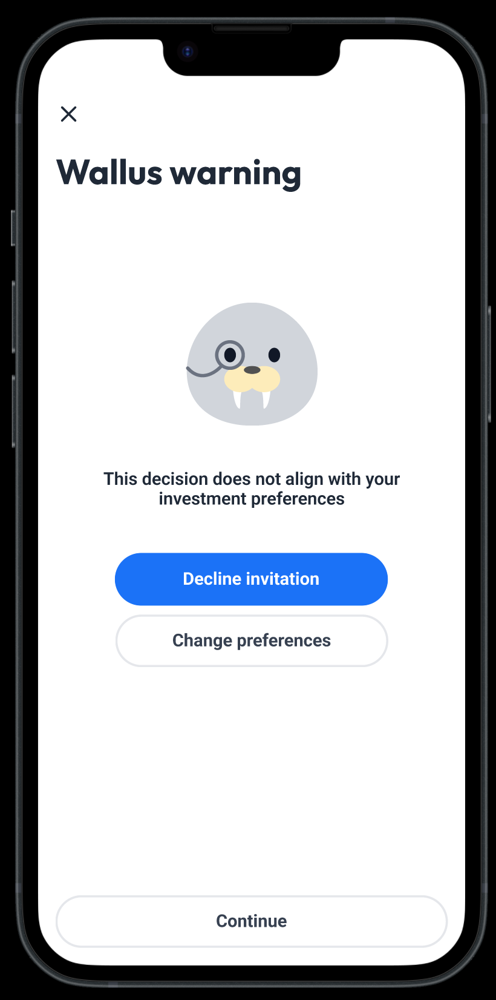 Wallus warning
This decision does not align with your
investment preferences
Decline invitation
Change preferences
Continue